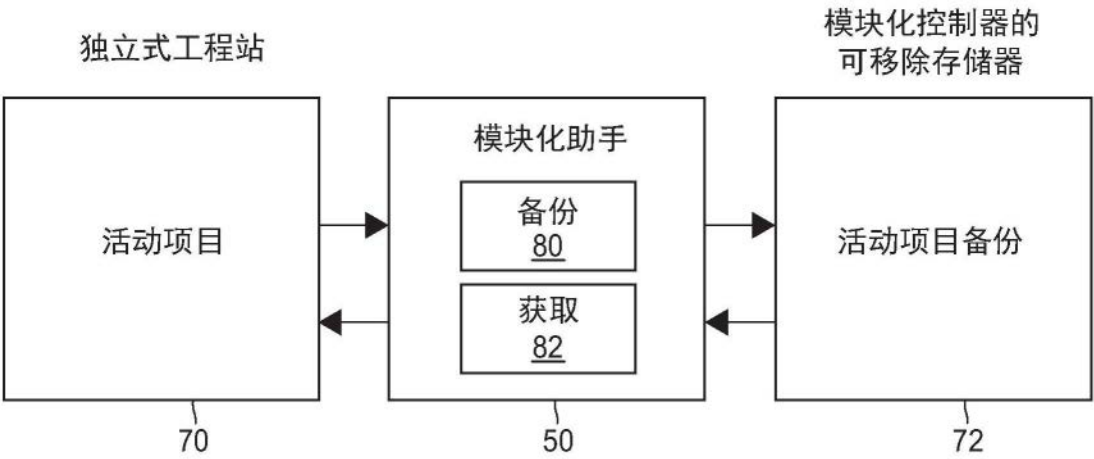 独立式工程站
模块化控制器的
可移除存储器
模块化助手
备份
80
活动项目
活动项目备份
获取
82
70
50
72